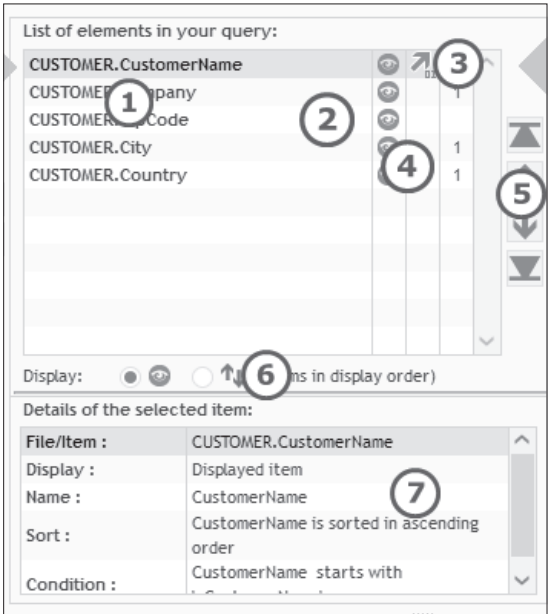 List of elements in your query:
CUSTOMER.CustomerName 01 3
CUSTOMER. 1 mpany 1
CUSTOMER. pCode 2
CUSTOMER.City 1
CUSTOMER.Country 4 1
5
Display: 6 ms in display order)
Details of the selected item:
File/Item : CUSTOMER.CustomerName
Display : Displayed item
Name : CustomerName 7
Sort : CustomerName is sorted in ascending
order
Condition : CustomerName starts with